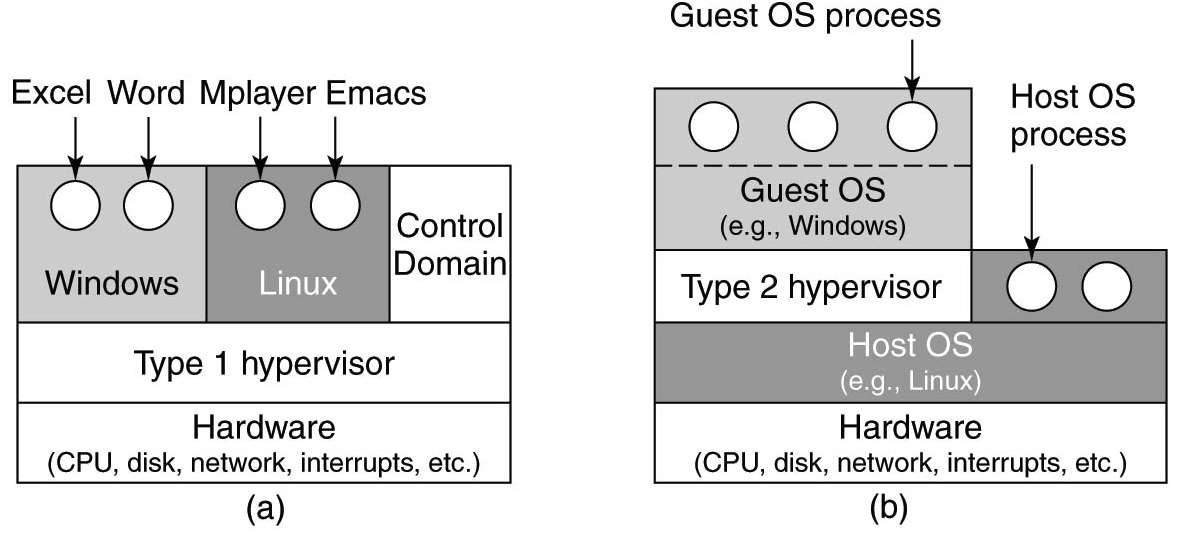 Excel Word Mplayer Emacs
Windows
Linux
Control
Domain
Type 1 hypervisor
Hardware
(CPU, disk, network, interrupts, etc.)
(a)
Guest OS process
Host OS
process
Guest OS
(e.g., Windows)
Type 2 hypervisor
Host OS
(e.g., Linux)
Hardware
(CPU, disk, network, interrupts, etc.)
(b)